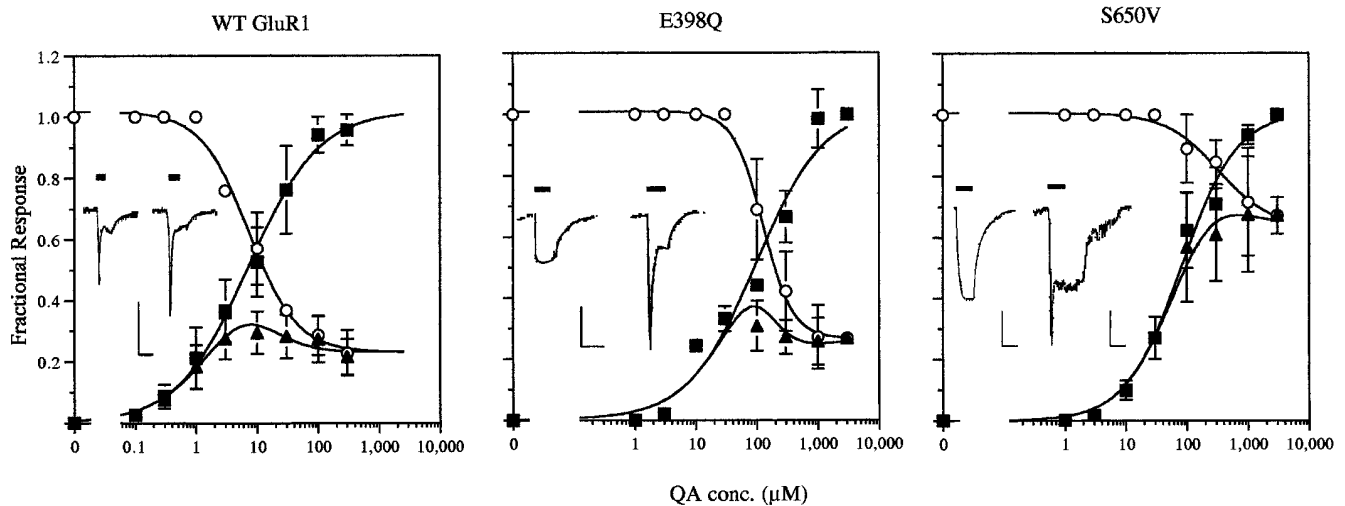 WT GluR1
E398Q
S650V
Fractional Response
1.2
1.0
0.8
0.6
0.4
0.2
0 0.1 1 10 100 1,000 10,000
0 1 10 100 1,000 10,000
0 1 10 100 1,000 10,000
QA conc. (µM)